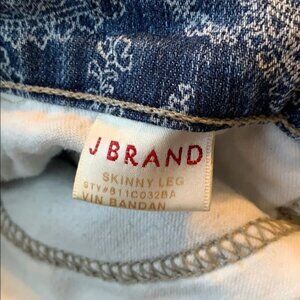 J BRAND
SKINNY LEG
STY#811C032BA
VIN BANDAN